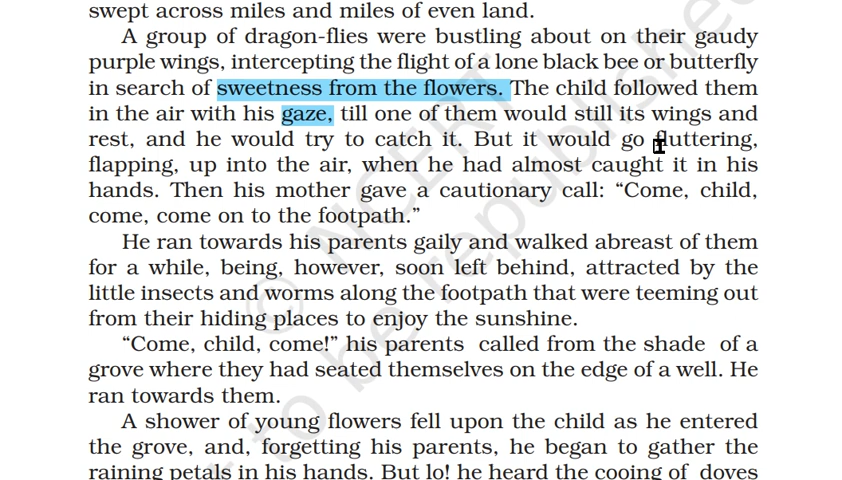 swept across miles and miles of even land.
A group of dragon-flies were bustling about on their gaudy
purple wings, intercepting the flight of a lone black bee or butterfly
in search of sweetness from the flowers. The child followed them
in the air with his gaze, till one of them would still its wings and
rest, and he would try to catch it. But it would go fluttering,
flapping, up into the air, when he had almost caught it in his
hands. Then his mother gave a cautionary call: “Come, child,
come, come on to the footpath.”
He ran towards his parents gaily and walked abreast of them
for a while, being, however, soon left behind, attracted by the
little insects and worms along the footpath that were teeming out
from their hiding places to enjoy the sunshine.
“Come, child, come!” his parents called from the shade of a
grove where they had seated themselves on the edge of a well. He
ran towards them.
A shower of young flowers fell upon the child as he entered
the grove, and, forgetting his parents, he began to gather the
raining petals in his hands. But lo! he heard the cooing of doves
© NCERT
to be republished